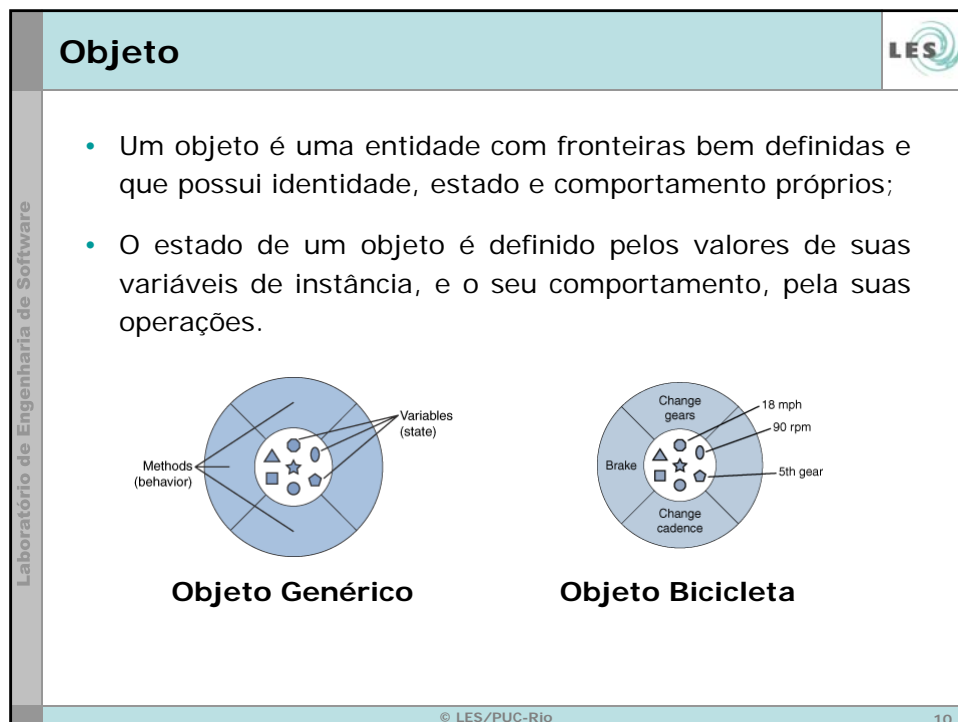 Objeto
LES
Laboratório de Engenharia de Software
• Um objeto é uma entidade com fronteiras bem definidas e
que possui identidade, estado e comportamento próprios;
• O estado de um objeto é definido pelos valores de suas
variáveis de instância, e o seu comportamento, pela suas
operações.
Methods
(behavior)
Variables
(state)
Objeto Genérico
Change
gears
Brake
Change
cadence
18 mph
90 rpm
5th gear
Objeto Bicicleta
© LES/PUC-Rio
10